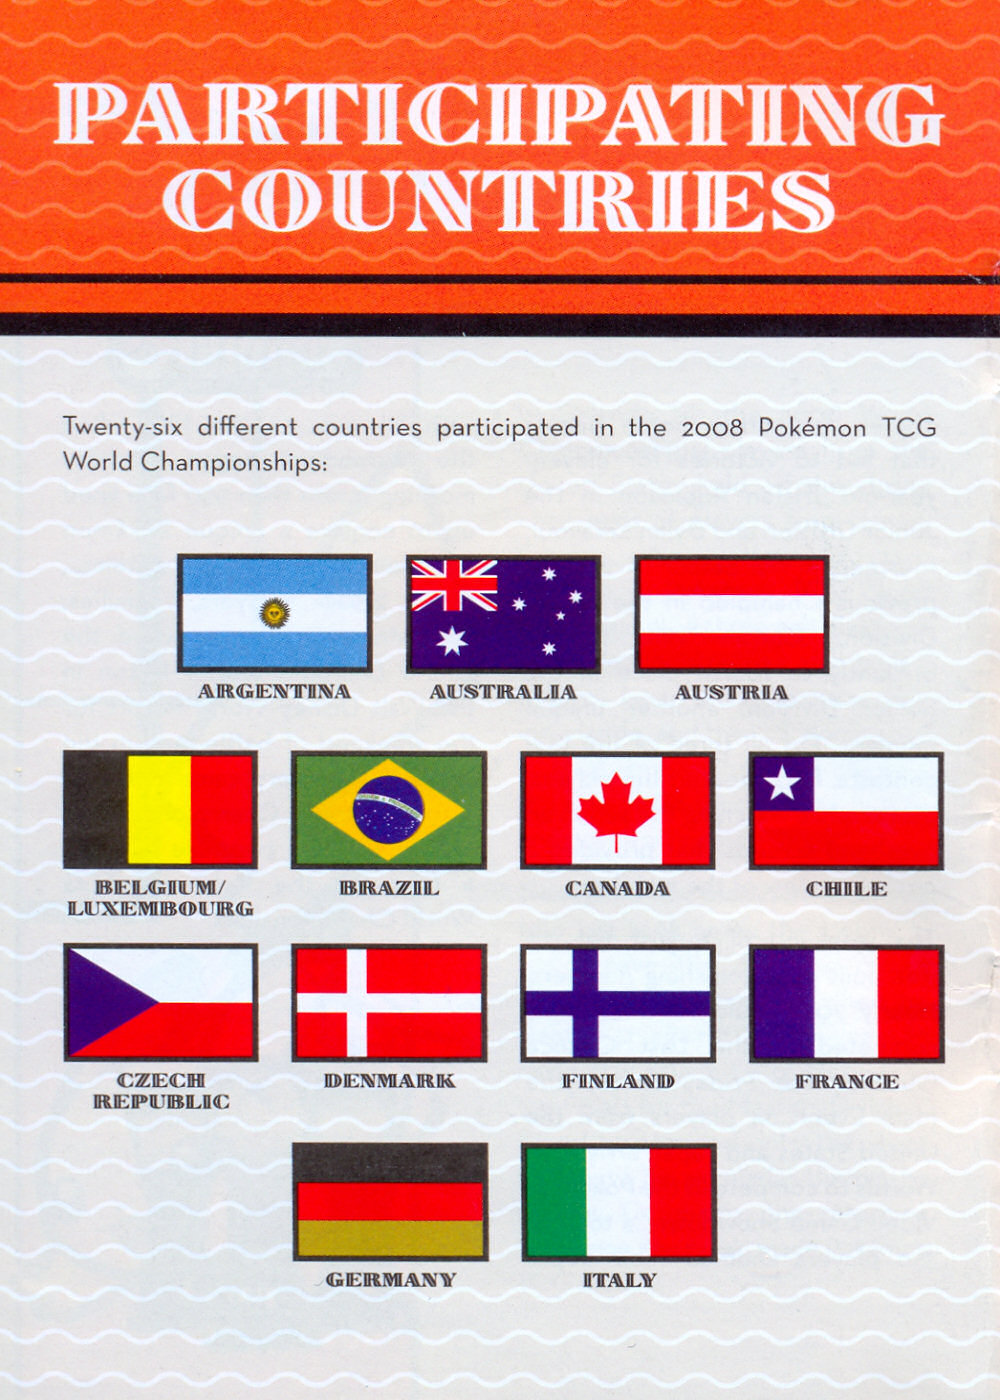 PARTICIPATING
COUNTRIES
Twenty-six different countries participated in the 2008 Pokémon TCG
World Championships:
ARGENTINA
AUSTRALIA
AUSTRIA
BELGIUM/
LUXEMBOURG
BRAZIL
CANADA
CHILE
CZECH
REPUBLIC
DENMARK
FINLAND
FRANCE
GERMANY
ITALY